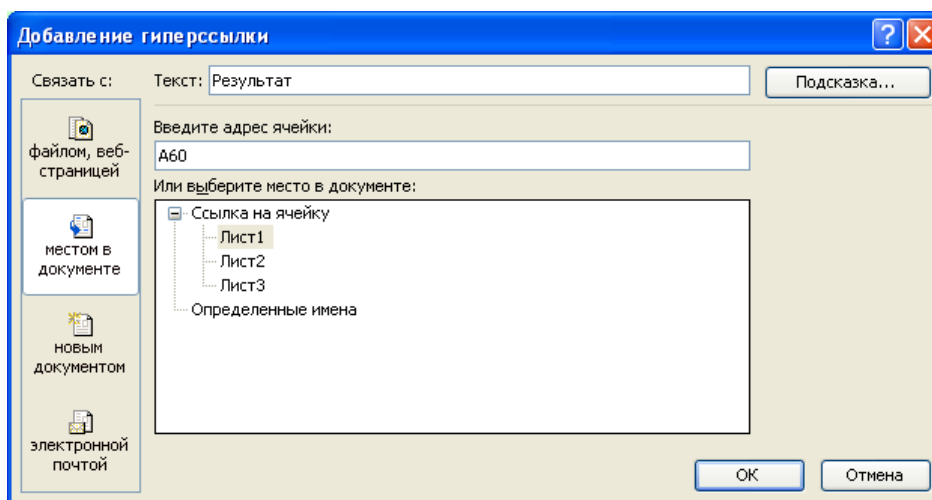 Добавление гиперссылки
Связать с:
Текст: Результат
Подсказка...
файлом, веб-
страницей
местом в
документе
новым
документом
электронной
почтой
Введите адрес ячейки:
A60
Или выберите место в документе:
Ссылка на ячейку
Лист1
Лист2
Лист3
Определенные имена
ОК
Отмена